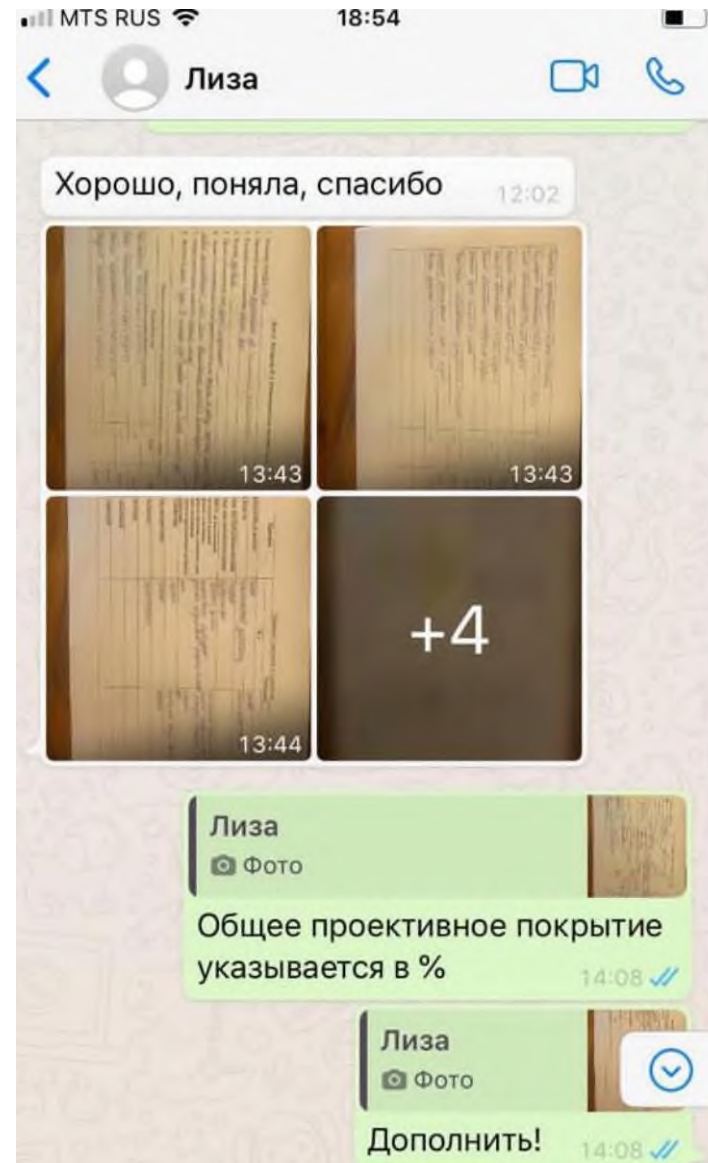 MTS RUS
18:54
Лиза
Хорошо, поняла, спасибо
12:02
13:43
13:43
13:44
+4
Лиза
Фото
Общее проективное покрытие
указывается в %
14:08
Лиза
Фото
Дополнить!
14:08